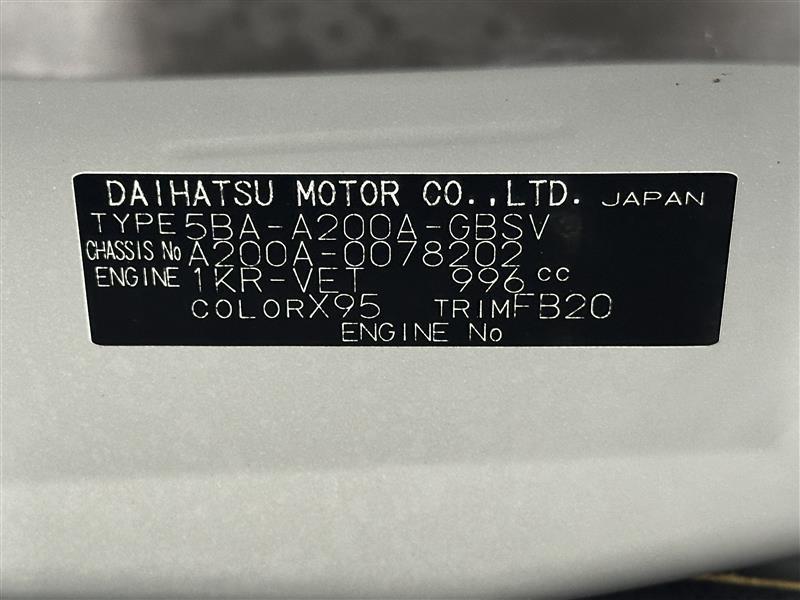 DAIHATSU MOTOR CO.,LTD. JAPAN
TYPE 5BA-A200A-GBSV
CHASSIS No A200A-0078202
ENGINE 1KR-VET 996 cc
COLOR X95 TRIM FB20
ENGINE No